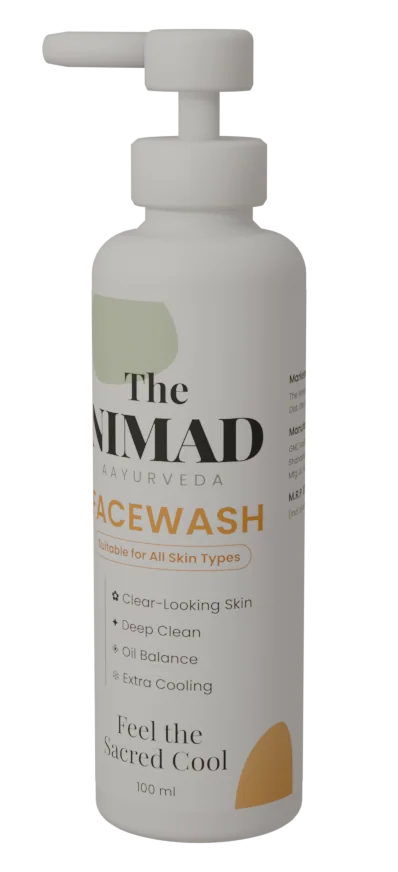 The
NIMAD
AAYURVEDA
FACEWASH
Suitable for All Skin Types
Clear-Looking Skin
Deep Clean
Oil Balance
Extra Cooling
Feel the
Sacred Cool
100 ml
M.R.P